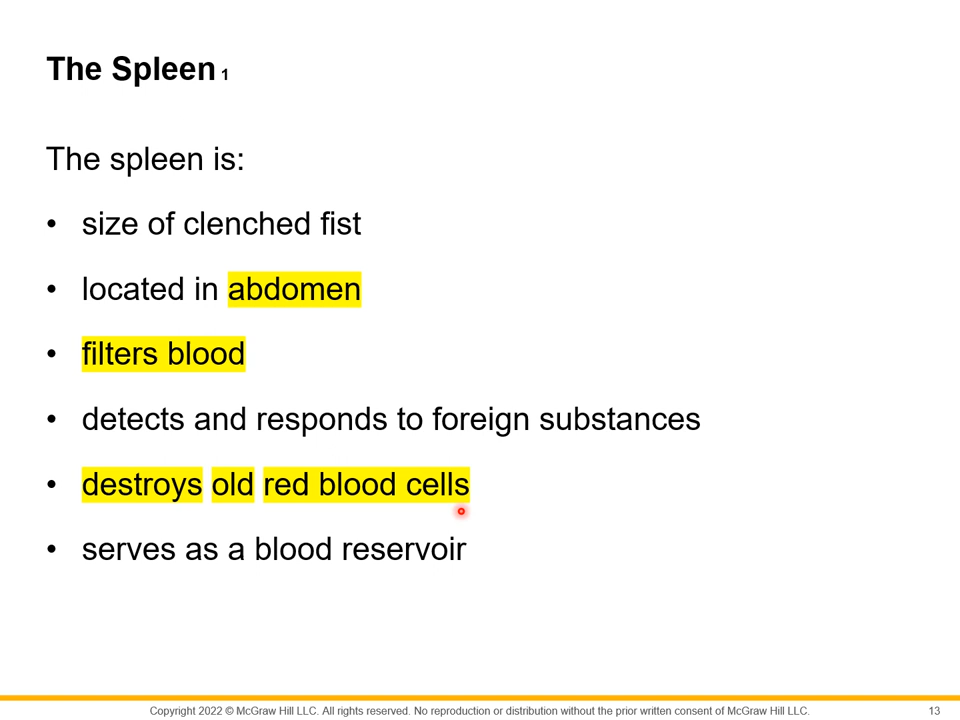 The Spleen 1
The spleen is:
• size of clenched fist
• located in abdomen
• filters blood
• detects and responds to foreign substances
• destroys old red blood cells
• serves as a blood reservoir
Copyright 2022 © McGraw Hill LLC. All rights reserved. No reproduction or distribution without the prior written consent of McGraw Hill LLC. 13